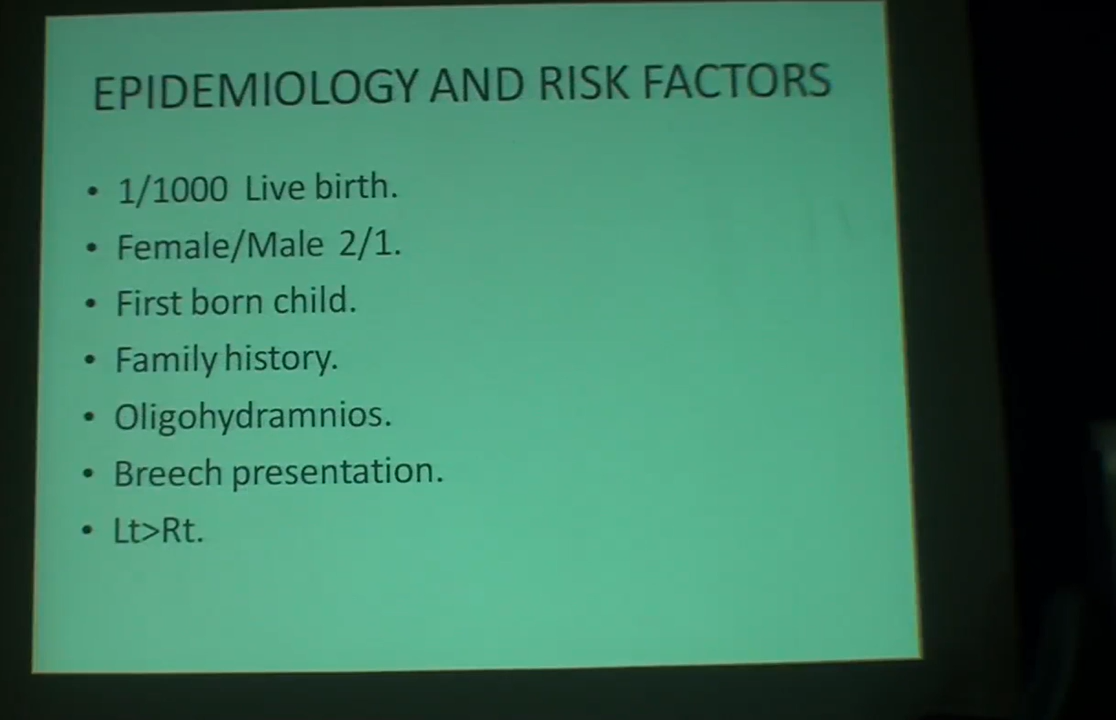 EPIDEMIOLOGY AND RISK FACTORS
• 1/1000 Live birth.
• Female/Male 2/1.
• First born child.
• Family history.
• Oligohydramnios.
• Breech presentation.
• Lt>Rt.